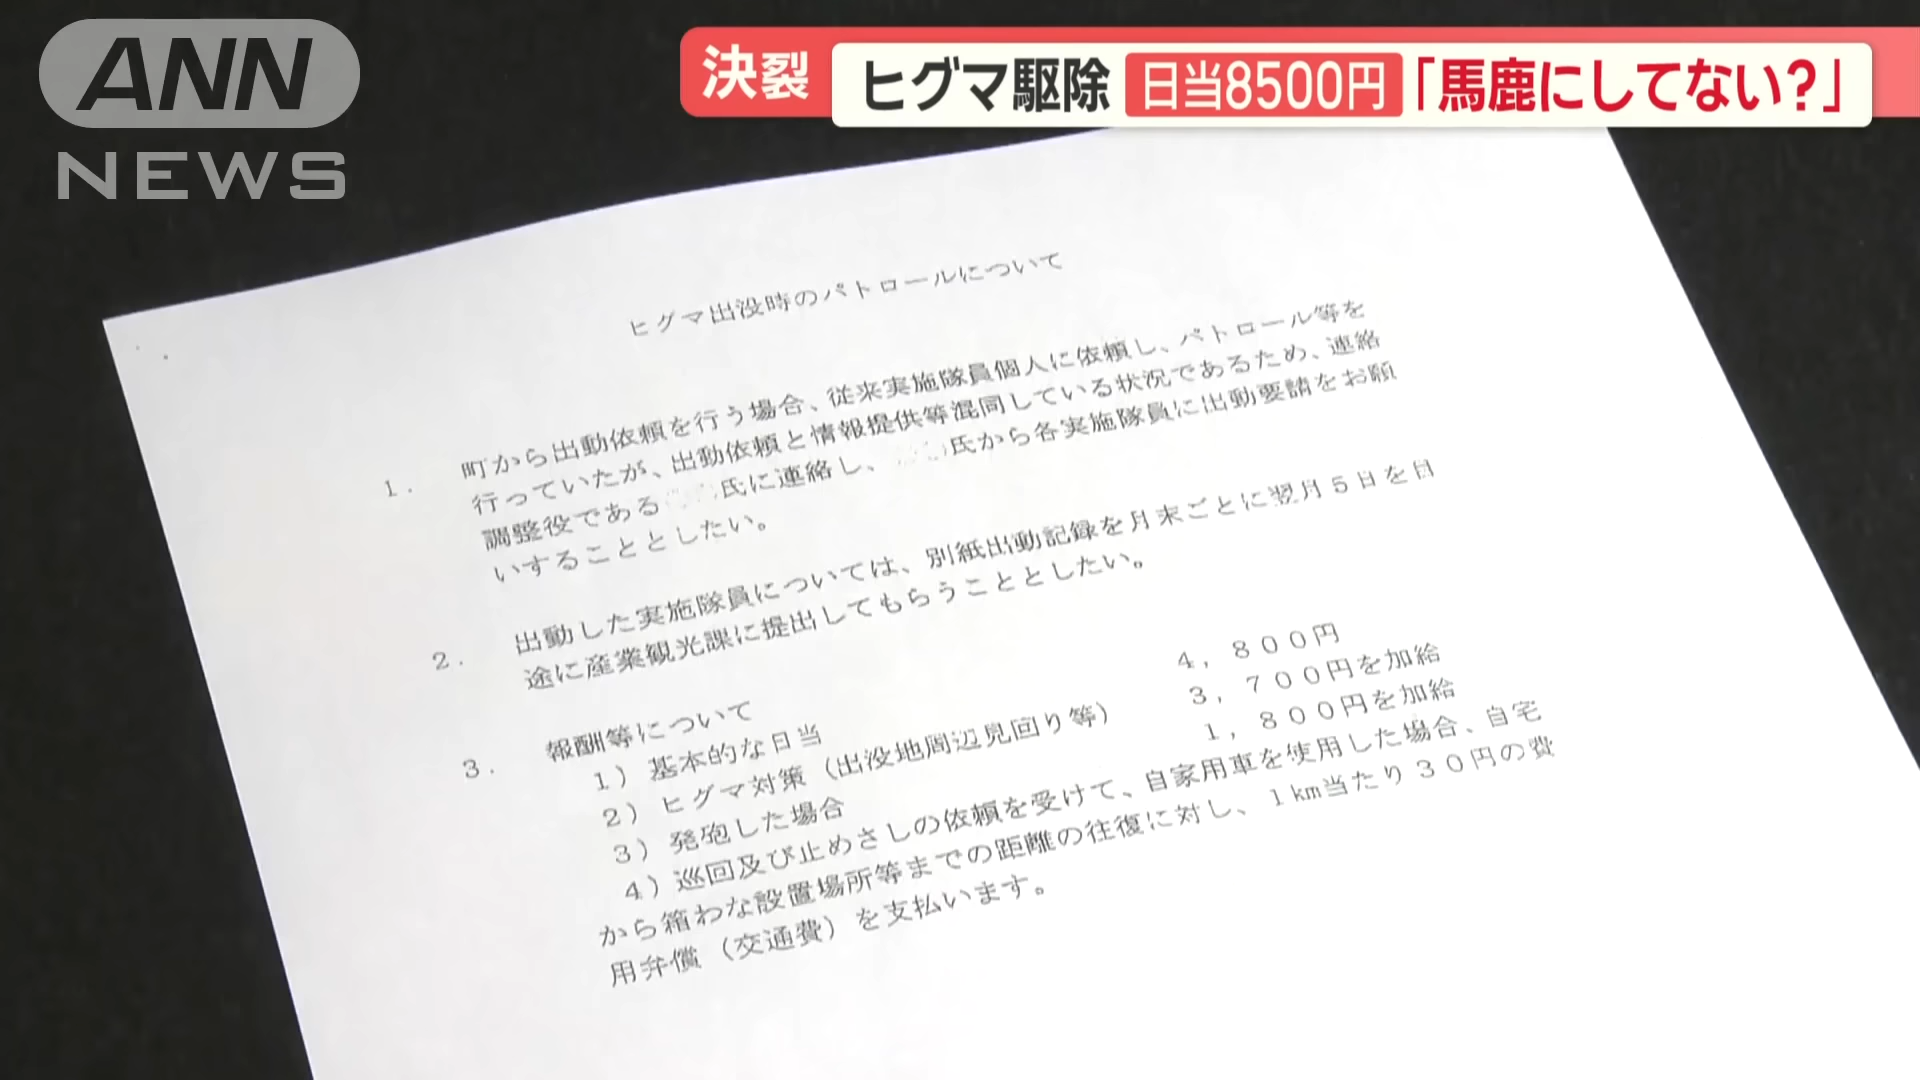 ANN
NEWS
決裂
ヒグマ駆除 日当8500円 「馬鹿にしてない?」
ヒグマ出没時のパトロールについて
1. 町から出動依頼を行う場合、従来実施隊員個人に依頼し、パトロール等を
行っていたが、出動依頼と情報提供等混同している状況であるため、連絡
調整役である 氏に連絡し、 氏から各実施隊員に出動要請をお願
いすることとしたい。
2. 出動した実施隊員については、別紙出動記録を月末ごとに翌月5日を目
途に産業観光課に提出してもらうこととしたい。
3. 報酬等について
1)基本的な日当 4,800円
2)ヒグマ対策(出没地周辺見回り等) 3,700円を加給
3)発砲した場合 1,800円を加給
4)巡回及び止めさしの依頼を受けて、自家用車を使用した場合、自宅
から箱わな設置場所等までの距離の往復に対し、1km当たり30円の費
用弁償(交通費)を支払います。